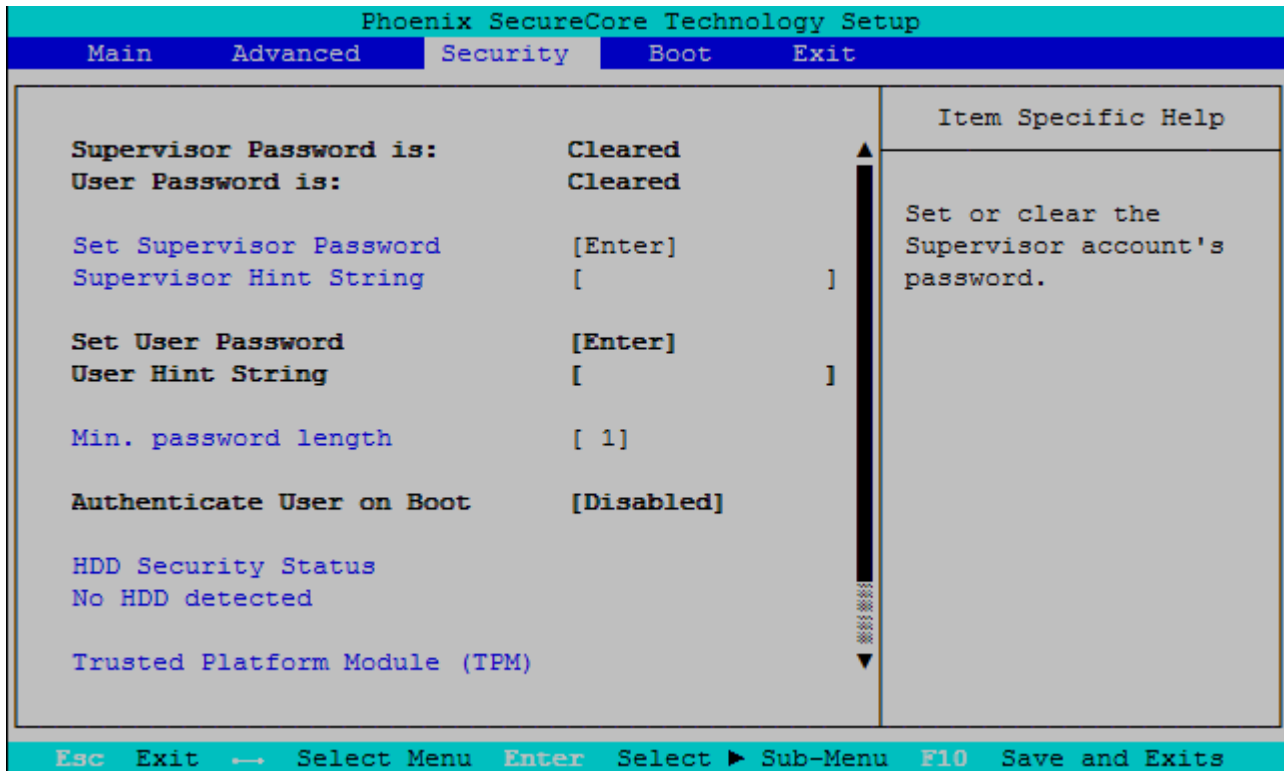 Phoenix SecureCore Technology Setup
Main Advanced Security Boot Exit
Item Specific Help
Supervisor Password is: Cleared
User Password is: Cleared
Set or clear the
Supervisor account's
password.
Set Supervisor Password [Enter]
Supervisor Hint String [ ]
Set User Password [Enter]
User Hint String [ ]
Min. password length [ 1]
Authenticate User on Boot [Disabled]
HDD Security Status
No HDD detected
Trusted Platform Module (TPM)
Esc Exit ←→ Select Menu Enter Select ► Sub-Menu F10 Save and Exits